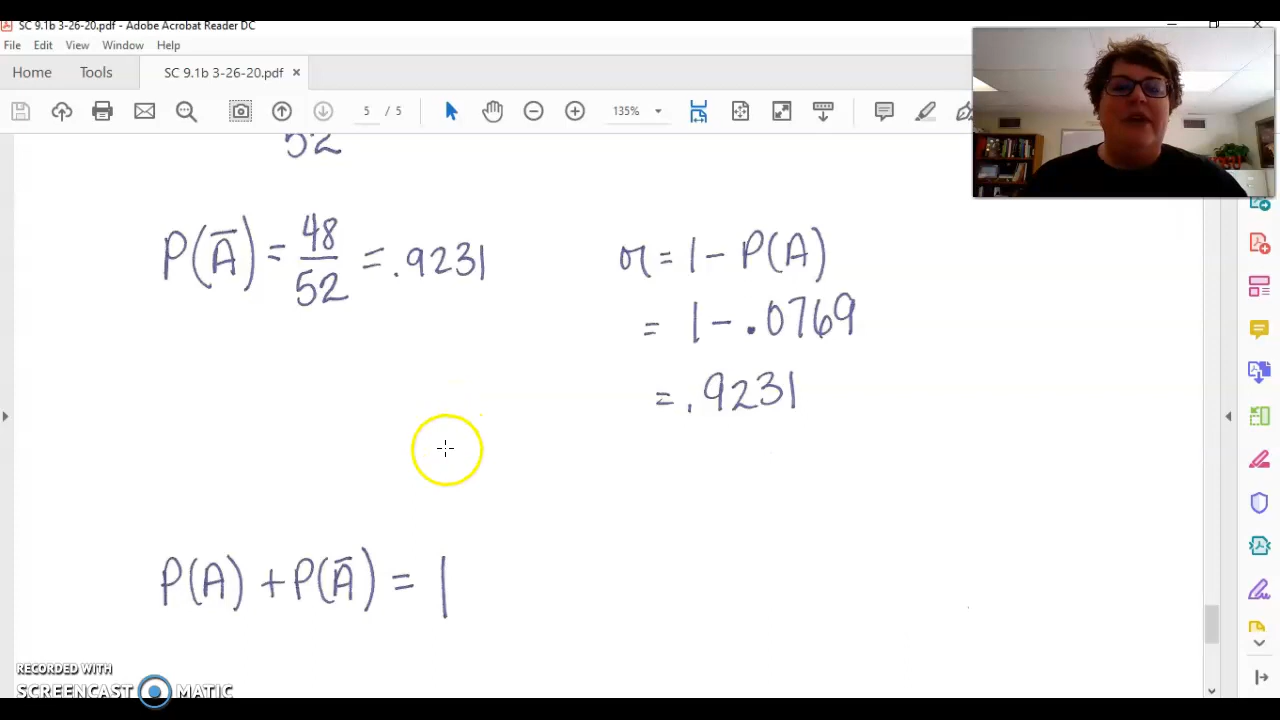 SC 9.1b 3-26-20.pdf - Adobe Acrobat Reader DC
File Edit View Window Help
Home Tools SC 9.1b 3-26-20.pdf ×
5 / 5 135%
52
P(A̅) = 48/52 = .9231
or = 1 - P(A)
= 1 - .0769
= .9231
P(A) + P(A̅) = 1
RECORDED WITH
SCREENCAST MATIC